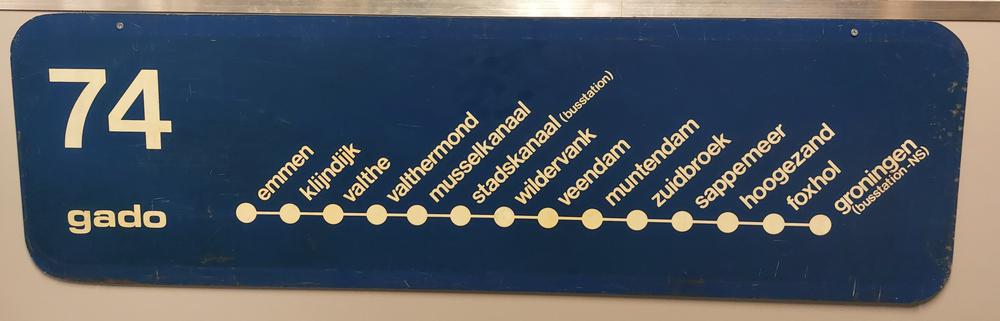 74
gado
emmen
klijndijk
valthe
valthermond
musselkanaal
stadskanaal (busstation)
wildervank
veendam
muntendam
zuidbroek
sappemeer
hoogezand
foxhol
groningen
(busstation-NS)